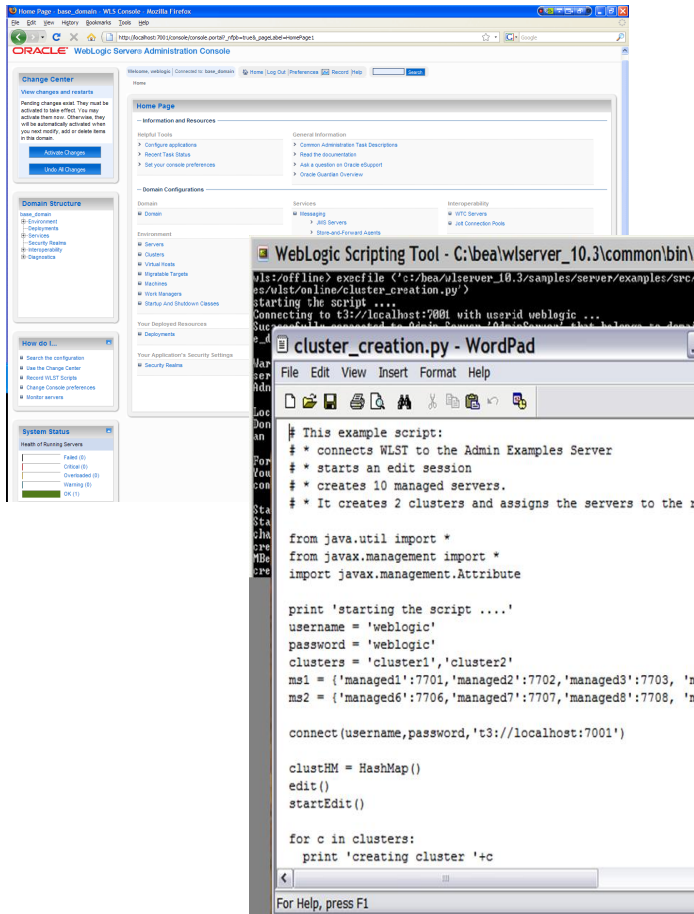 Home Page - base_domain - WLS Console - Mozilla Firefox
File Edit View History Bookmarks Tools Help
http://localhost:7001/console/console.portal?_nfpb=true&_pageLabel=HomePage1
Google
ORACLE WebLogic Server Administration Console
Change Center
View changes and restarts
Pending changes exist. They must be
activated to take effect. You may
activate them now. Otherwise, they
will be automatically activated when
you next modify, add or delete items
in this domain.
Activate Changes
Undo All Changes
Domain Structure
base_domain
Environment
Deployments
Services
Security Realms
Interoperability
Diagnostics
How do I...
Search the configuration
Use the Change Center
Record WLST Scripts
Change Console preferences
Monitor servers
System Status
Health of Running Servers
Failed (0)
Critical (0)
Overloaded (0)
Warning (0)
OK (1)
Welcome, weblogic Connected to: base_domain Home Log Out Preferences Record Help Search
Home
Home Page
Information and Resources
Helpful Tools
Configure applications
Recent Task Status
Set your console preferences
General Information
Common Administration Task Descriptions
Read the documentation
Ask a question on Oracle eSupport
Oracle Guardian Overview
Domain Configurations
Domain
Domain
Environment
Servers
Clusters
Virtual Hosts
Migratable Targets
Machines
Work Managers
Startup And Shutdown Classes
Your Deployed Resources
Deployments
Your Application's Security Settings
Security Realms
Services
Messaging
JMS Servers
Store-and-Forward Agents
Interoperability
WTC Servers
Jolt Connection Pools
WebLogic Scripting Tool - C:\bea\wlserver_10.3\common\bin\
wls:/offline> execfile ('c:/bea/wlserver_10.3/samples/server/examples/src/
es/wlst/online/cluster_creation.py')
starting the script ....
Connecting to t3://localhost:7001 with userid weblogic ...
Successfully connected to Admin Server 'AdminServer' that belongs to
cluster_creation.py - WordPad
File Edit View Insert Format Help
# This example script:
# * connects WLST to the Admin Examples Server
# * starts an edit session
# * creates 10 managed servers.
# * It creates 2 clusters and assigns the servers to the
from java.util import *
from javax.management import *
import javax.management.Attribute
print 'starting the script ....'
username = 'weblogic'
password = 'weblogic'
clusters = 'cluster1','cluster2'
ms1 = {'managed1':7701,'managed2':7702,'managed3':7703, 'm
ms2 = {'managed6':7706,'managed7':7707,'managed8':7708, 'm
connect(username,password,'t3://localhost:7001')
clustHM = HashMap()
edit()
startEdit()
for c in clusters:
print 'creating cluster '+c
For Help, press F1